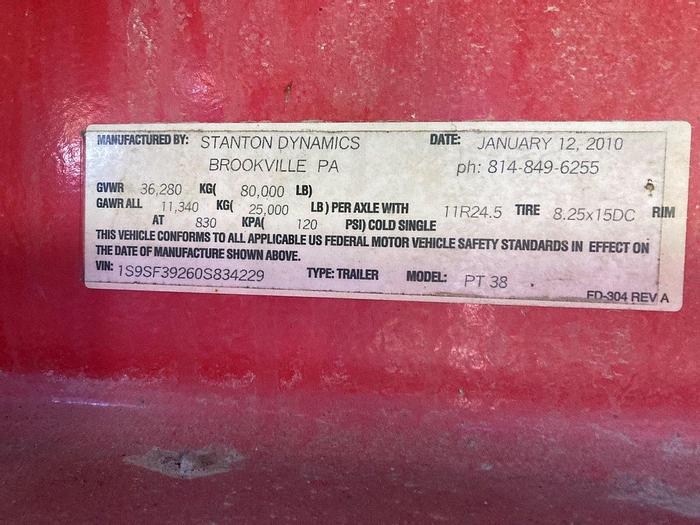 MANUFACTURED BY: STANTON DYNAMICS DATE: JANUARY 12, 2010
BROOKVILLE PA ph: 814-849-6255
GVWR 36,280 KG( 80,000 LB)
GAWR ALL 11,340 KG( 25,000 LB) PER AXLE WITH 11R24.5 TIRE 8.25x15DC RIM
AT 830 KPA( 120 PSI) COLD SINGLE
THIS VEHICLE CONFORMS TO ALL APPLICABLE US FEDERAL MOTOR VEHICLE SAFETY STANDARDS IN EFFECT ON
THE DATE OF MANUFACTURE SHOWN ABOVE.
VIN: 1S9SF39260S834229 TYPE: TRAILER MODEL: PT 38
FD-304 REV A